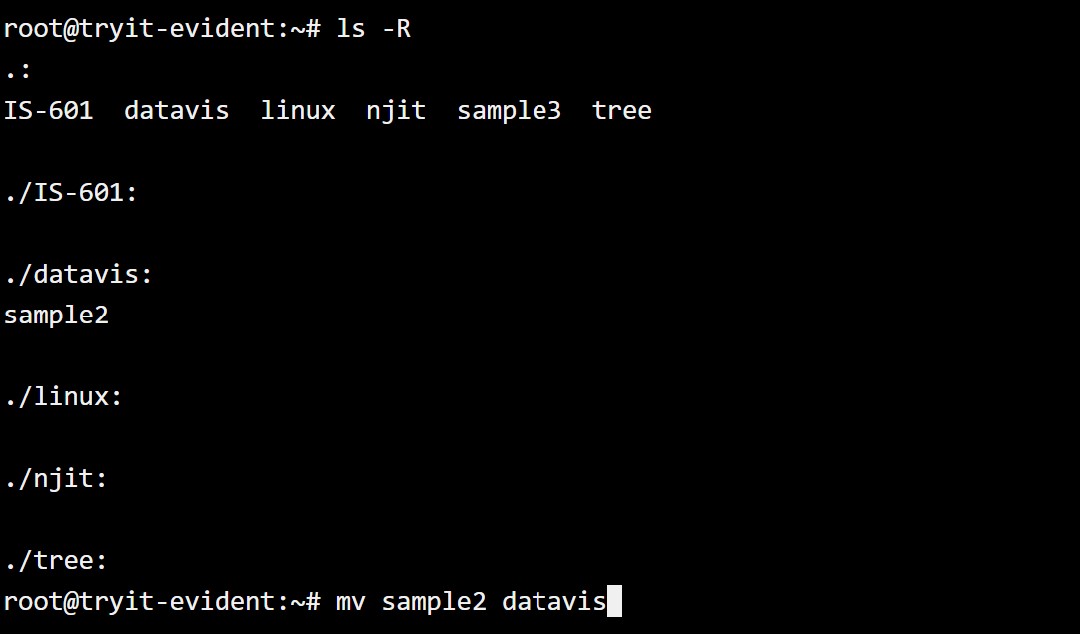 root@tryit-evident:~# ls -R
.:
IS-601  datavis  linux  njit  sample3  tree
./IS-601:
./datavis:
sample2
./linux:
./njit:
./tree:
root@tryit-evident:~# mv sample2 datavis